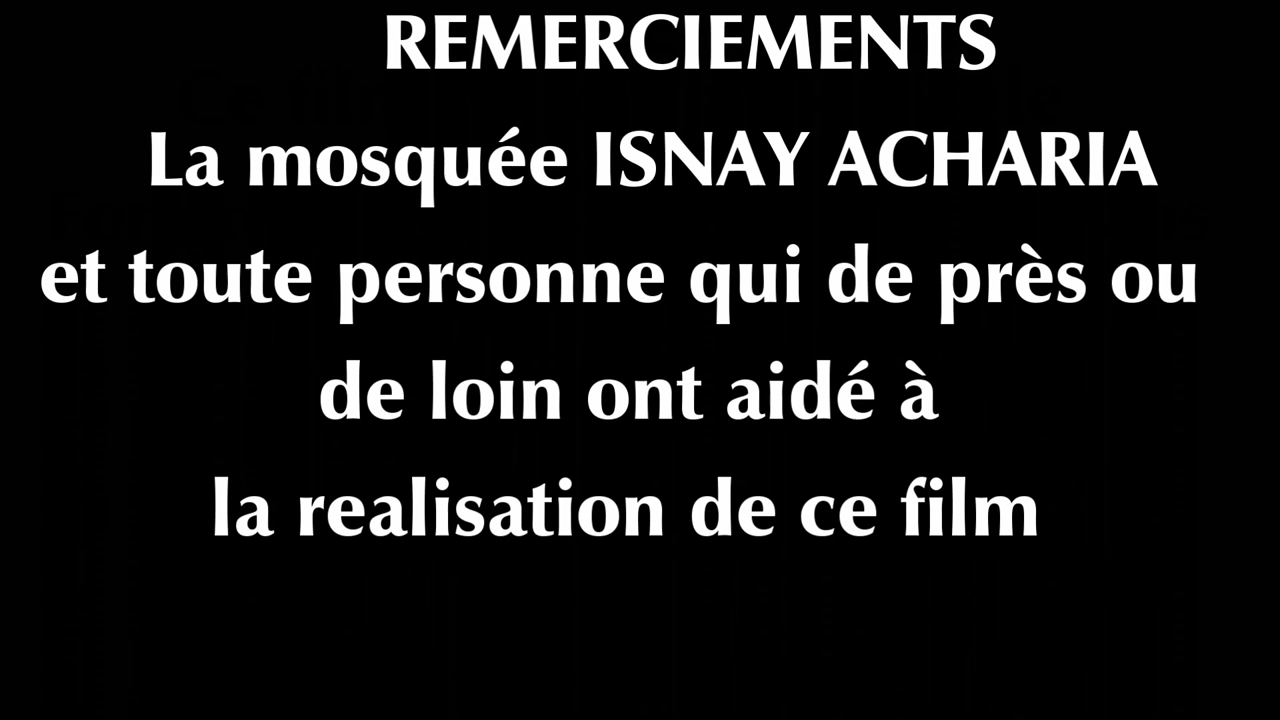 REMERCIEMENTS
La mosquée ISNAY ACHARIA
et toute personne qui de près ou
de loin ont aidé à
la realisation de ce film